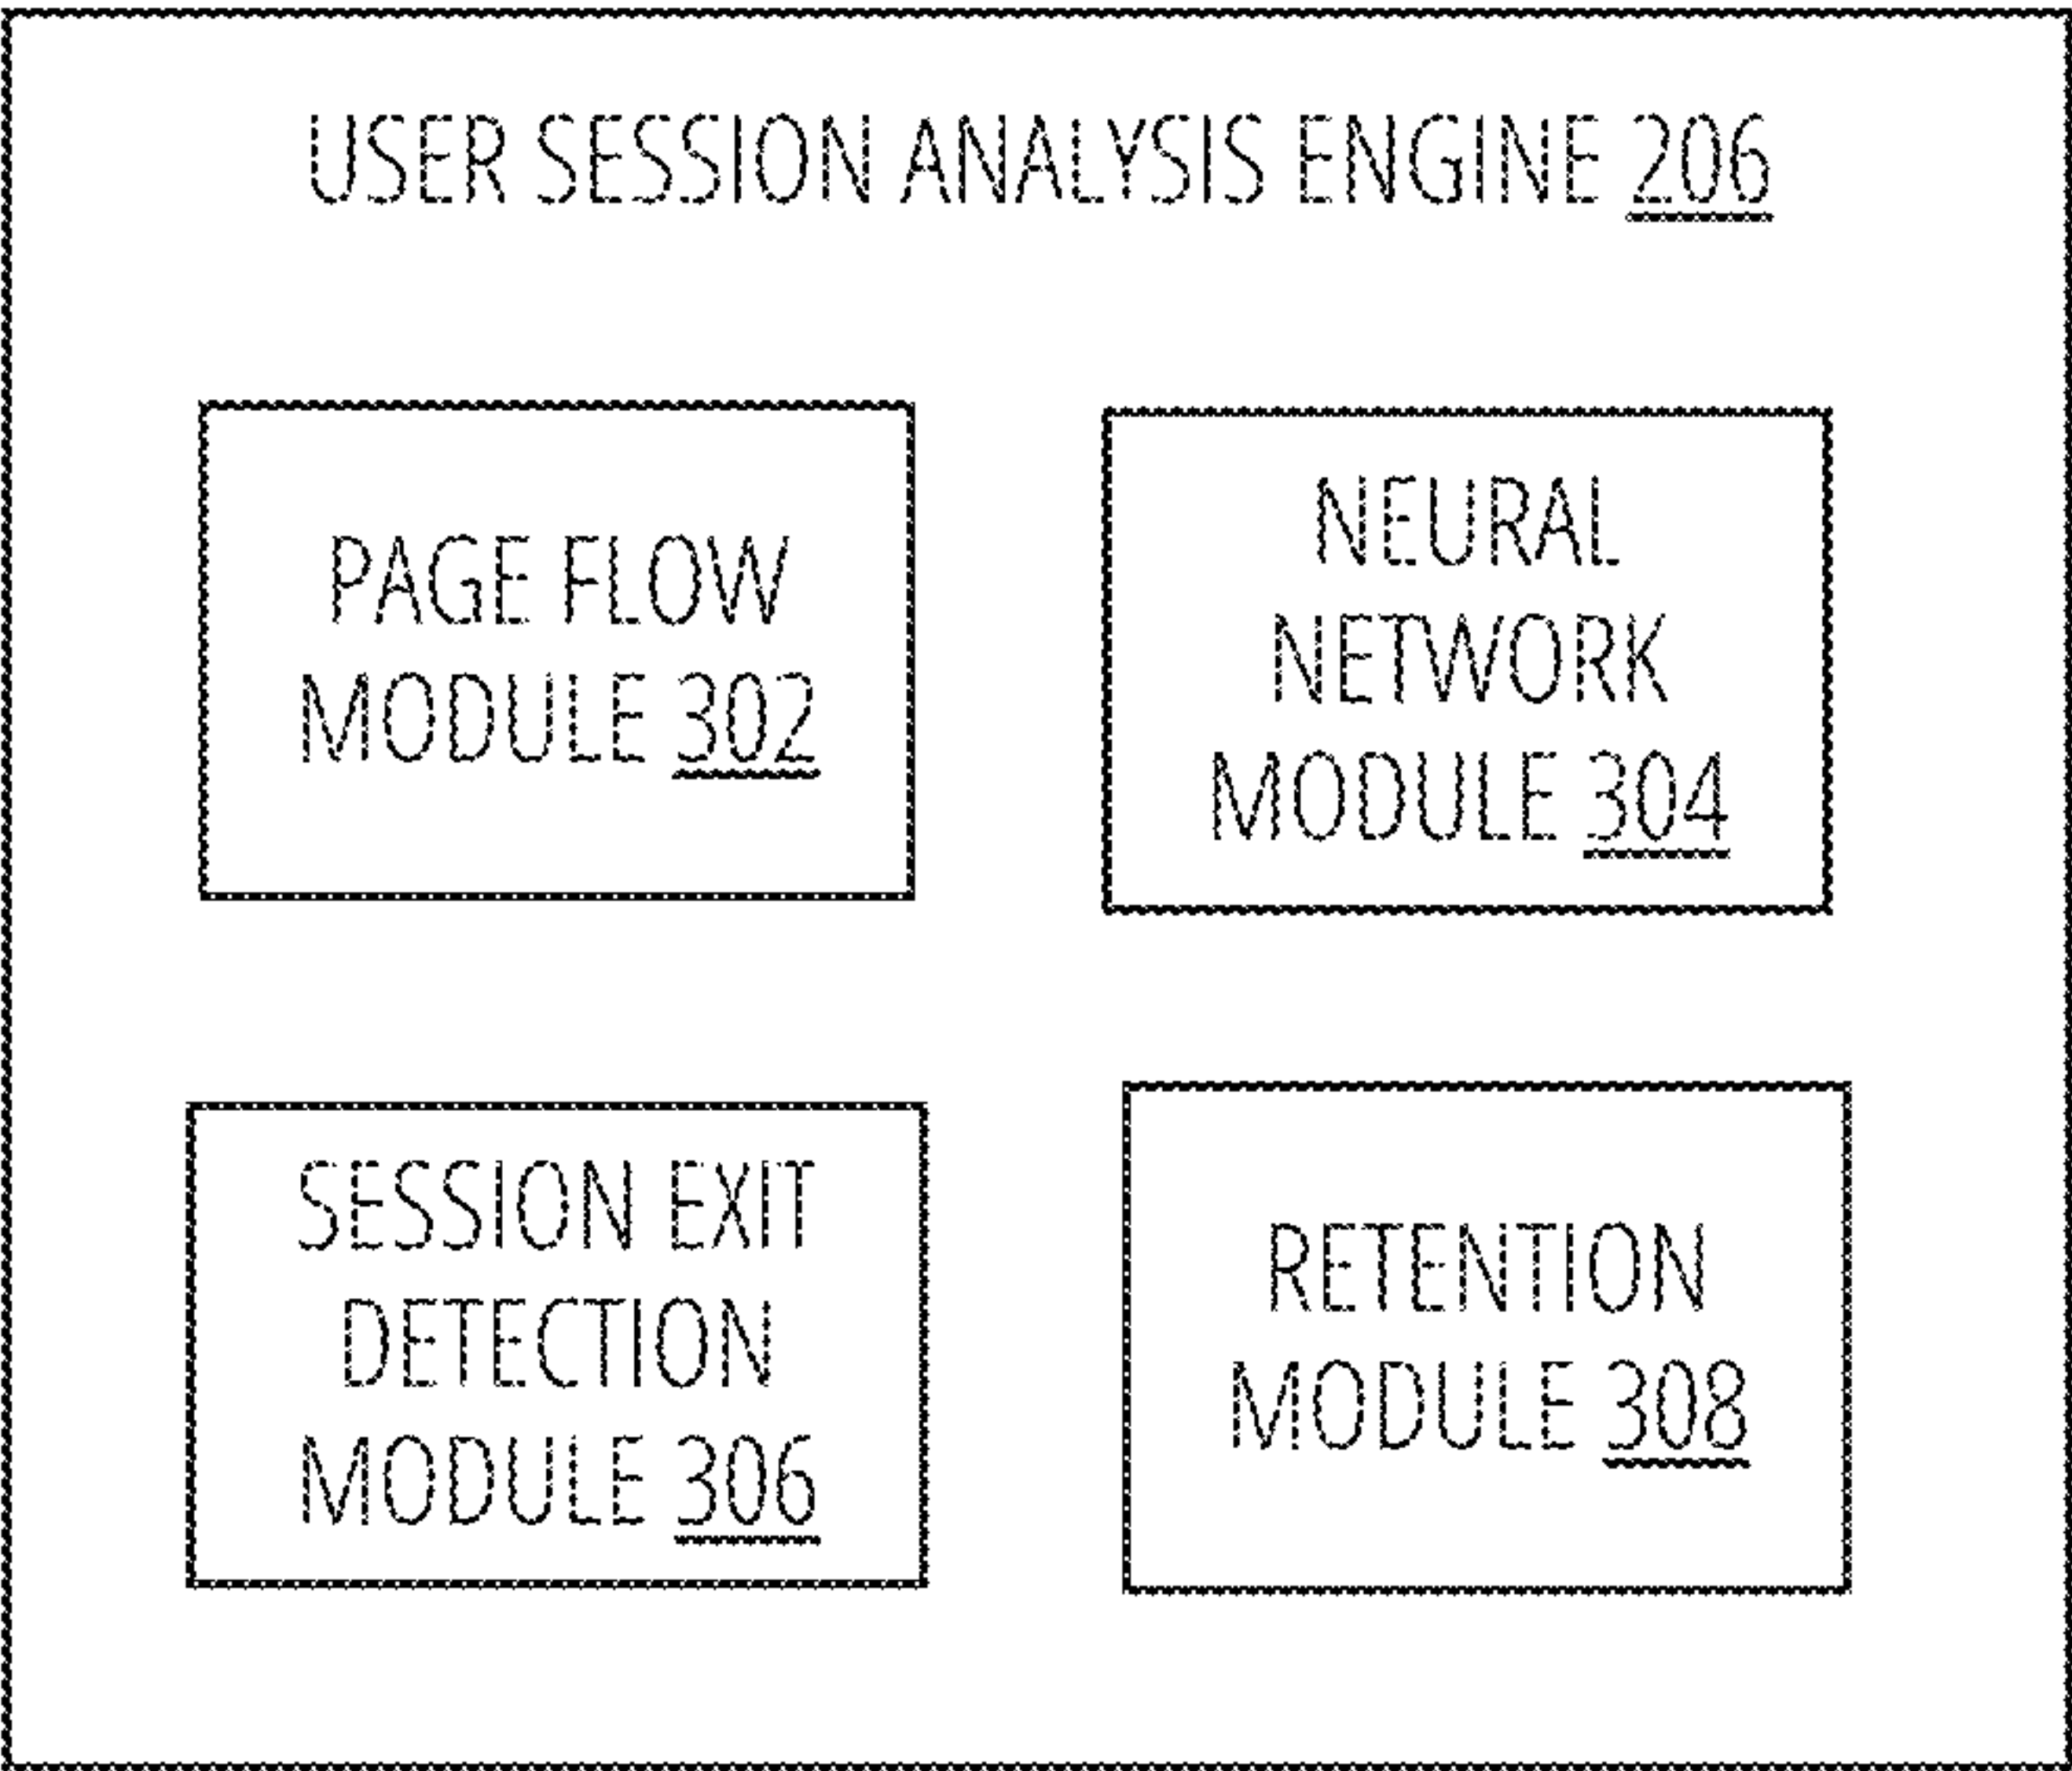 USER SESSION ANALYSIS ENGINE 206
PAGE FLOW
MODULE 302
NEURAL
NETWORK
MODULE 304
SESSION EXIT
DETECTION
MODULE 306
RETENTION
MODULE 308